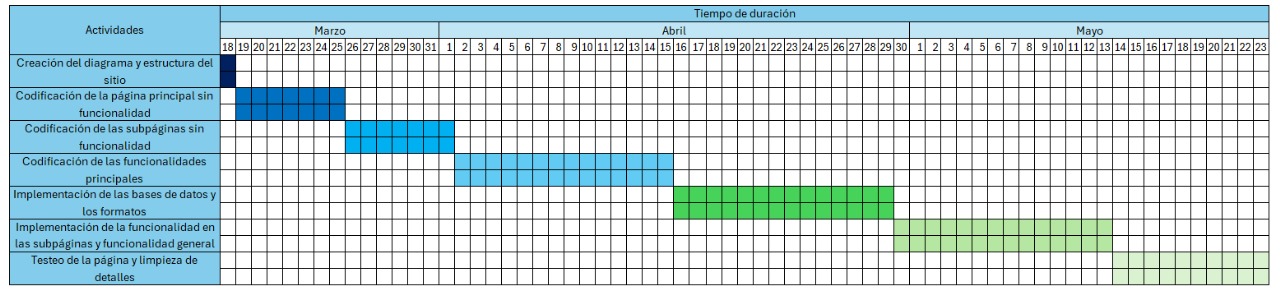 Actividades
Tiempo de duración
Marzo Abril Mayo
18 19 20 21 22 23 24 25 26 27 28 29 30 31 1 2 3 4 5 6 7 8 9 10 11 12 13 14 15 16 17 18 19 20 21 22 23 24 25 26 27 28 29 30 1 2 3 4 5 6 7 8 9 10 11 12 13 14 15 16 17 18 19 20 21 22 23
Creación del diagrama y estructura del
sitio
Codificación de la página principal sin
funcionalidad
Codificación de las subpáginas sin
funcionalidad
Codificación de las funcionalidades
principales
Implementación de las bases de datos y
los formatos
Implementación de la funcionalidad en
las subpáginas y funcionalidad general
Testeo de la página y limpieza de
detalles